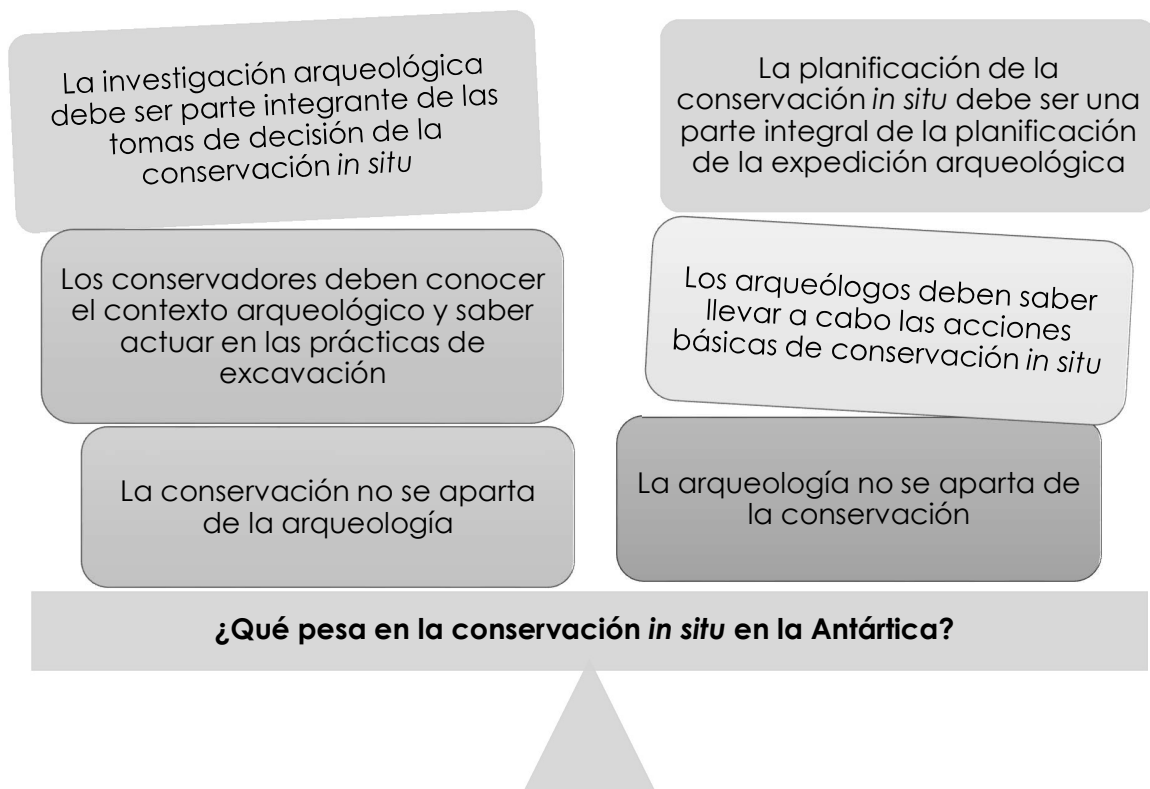 La investigación arqueológica
debe ser parte integrante de las
tomas de decisión de la
conservación in situ
Los conservadores deben conocer
el contexto arqueológico y saber
actuar en las prácticas de
excavación
La conservación no se aparta
de la arqueología
La planificación de la
conservación in situ debe ser una
parte integral de la planificación
de la expedición arqueológica
Los arqueólogos deben saber
llevar a cabo las acciones
básicas de conservación in situ
La arqueología no se aparta de
la conservación
¿Qué pesa en la conservación in situ en la Antártica?